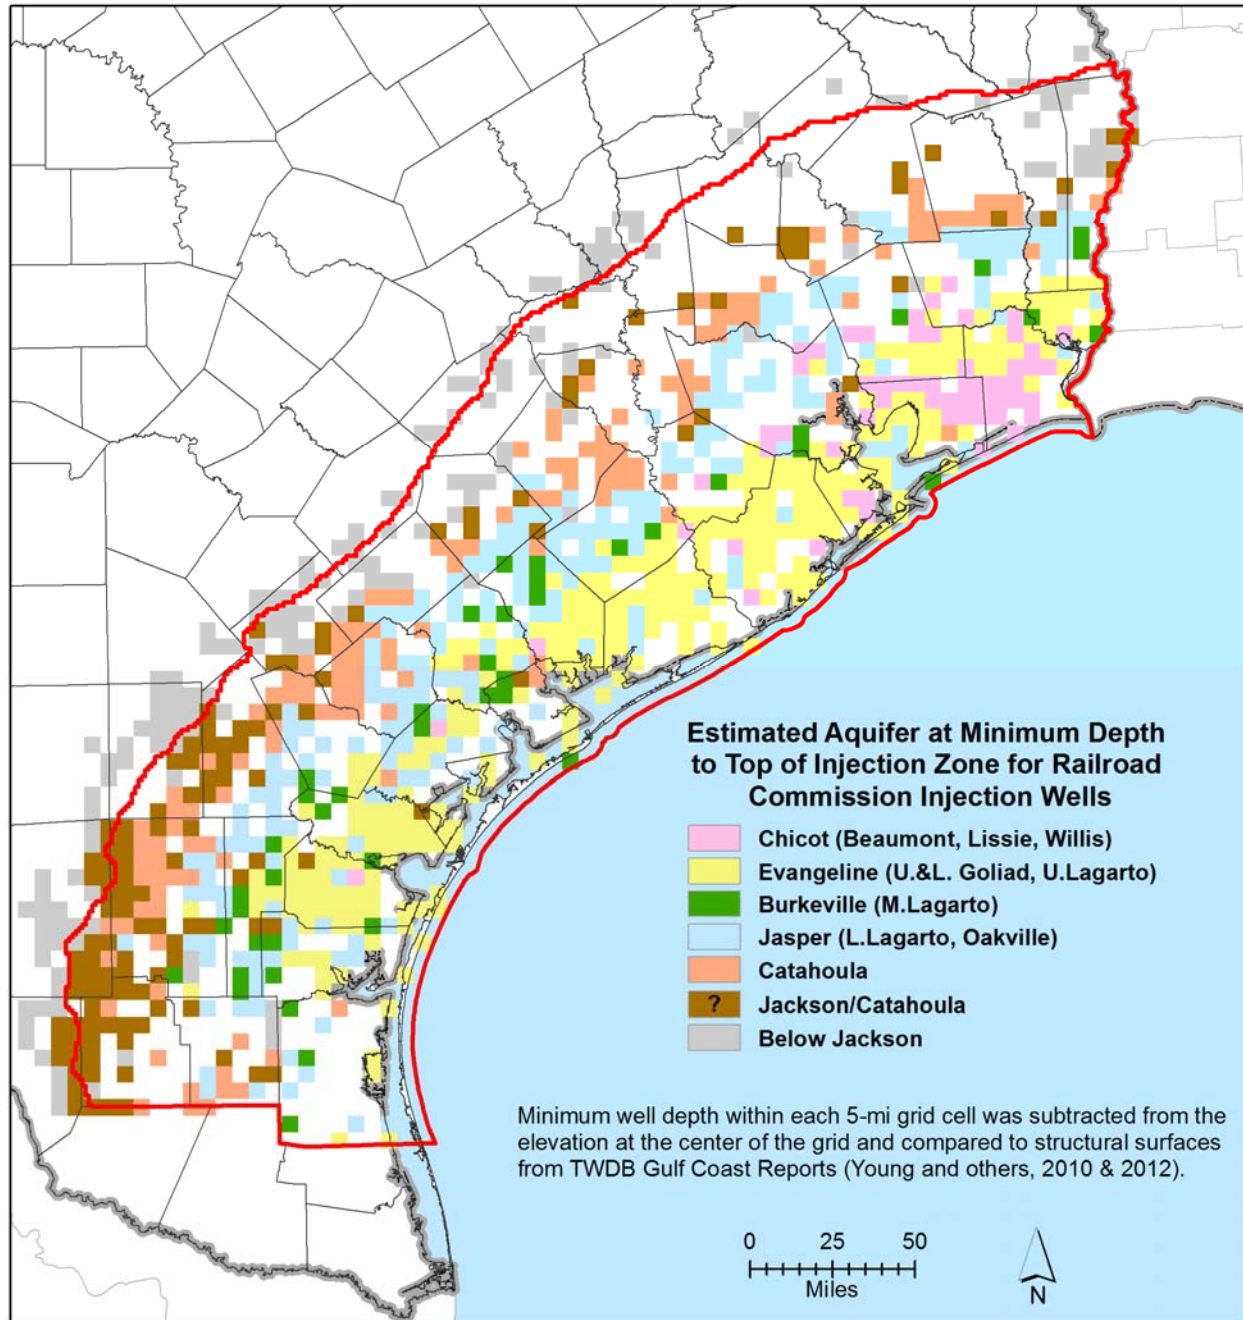 Estimated Aquifer at Minimum Depth
to Top of Injection Zone for Railroad
Commission Injection Wells
Chicot (Beaumont, Lissie, Willis)
Evangeline (U.&L. Goliad, U.Lagarto)
Burkeville (M.Lagarto)
Jasper (L.Lagarto, Oakville)
Catahoula
? Jackson/Catahoula
Below Jackson
Minimum well depth within each 5-mi grid cell was subtracted from the
elevation at the center of the grid and compared to structural surfaces
from TWDB Gulf Coast Reports (Young and others, 2010 & 2012).
0 25 50
Miles
N